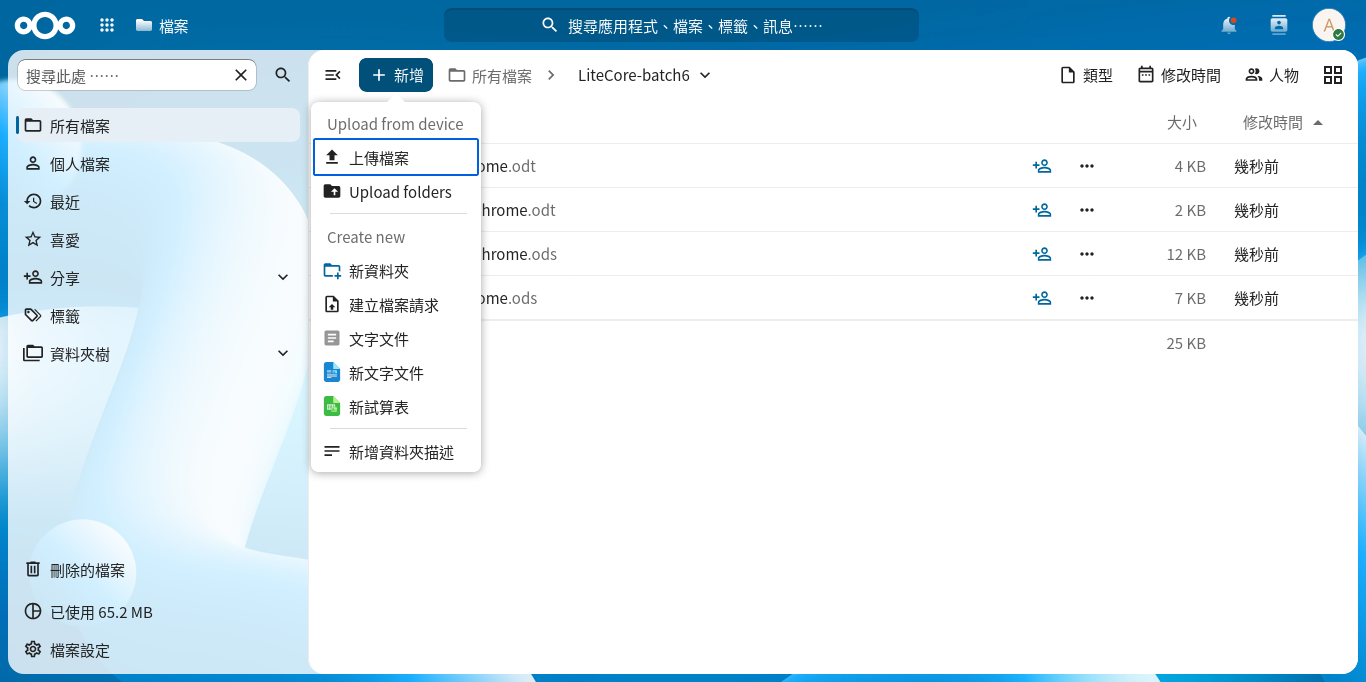 檔案
搜尋應用程式、檔案、標籤、訊息……
A
搜尋此處 ……
新增
所有檔案
LiteCore-batch6
類型
修改時間
人物
所有檔案
個人檔案
最近
喜愛
分享
標籤
資料夾樹
刪除的檔案
已使用 65.2 MB
檔案設定
Upload from device
上傳檔案
Upload folders
Create new
新資料夾
建立檔案請求
文字文件
新文字文件
新試算表
新增資料夾描述
大小
修改時間
ome.odt
4 KB
幾秒前
hrome.odt
2 KB
幾秒前
hrome.ods
12 KB
幾秒前
ome.ods
7 KB
幾秒前
25 KB